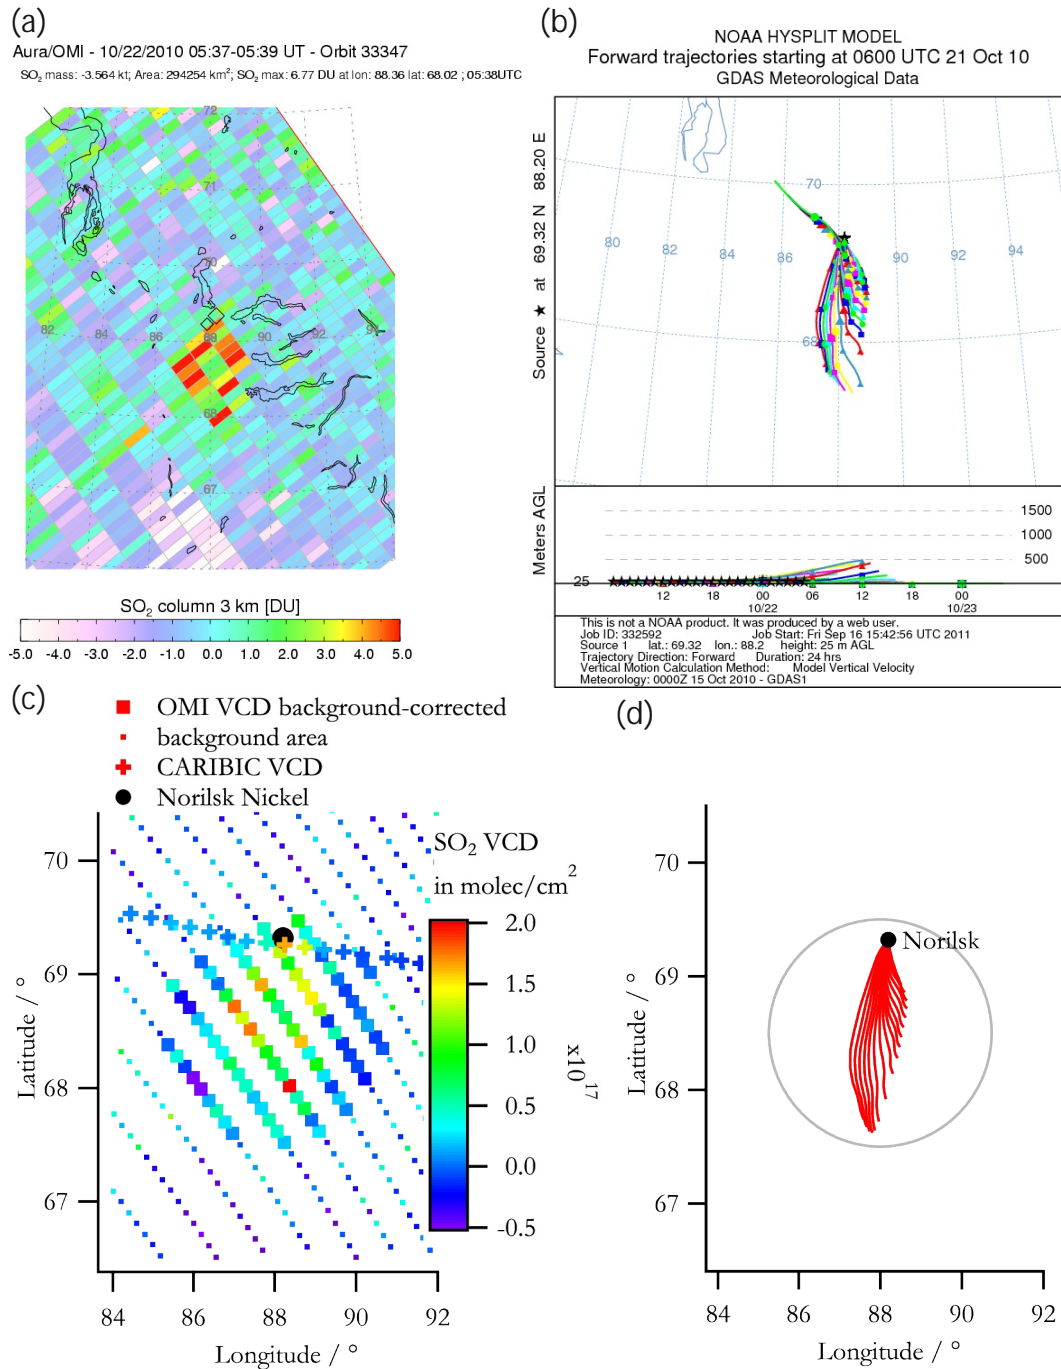 (a)
Aura/OMI - 10/22/2010 05:37-05:39 UT - Orbit 33347
SO₂ mass: -3.564 kt; Area: 294254 km²; SO₂ max: 6.77 DU at lon: 88.36 lat: 68.02 ; 05:38UTC
72
71
70
82
84
86
88
90
92
94
68
67
SO₂ column 3 km [DU]
-5.0 -4.0 -3.0 -2.0 -1.0 0.0 1.0 2.0 3.0 4.0 5.0
(b)
NOAA HYSPLIT MODEL
Forward trajectories starting at 0600 UTC 21 Oct 10
GDAS Meteorological Data
Source ★ at 69.32 N 88.20 E
70
80
82
84
86
88
90
92
94
68
Meters AGL
1500
1000
500
25
12 18 00 06 12 18 00
10/22 10/23
This is not a NOAA product. It was produced by a web user.
Job ID: 332592 Job Start: Fri Sep 16 15:42:56 UTC 2011
Source 1 lat.: 69.32 lon.: 88.2 height: 25 m AGL
Trajectory Direction: Forward Duration: 24 hrs
Vertical Motion Calculation Method: Model Vertical Velocity
Meteorology: 0000Z 15 Oct 2010 - GDAS1
(c)
OMI VCD background-corrected
background area
CARIBIC VCD
Norilsk Nickel
SO₂ VCD
in molec/cm²
2.0
1.5
1.0
0.5
0.0
-0.5
x10¹⁷
70
69
68
67
Latitude / °
84 86 88 90 92
Longitude / °
(d)
Norilsk
70
69
68
67
Latitude / °
84 86 88 90 92
Longitude / °